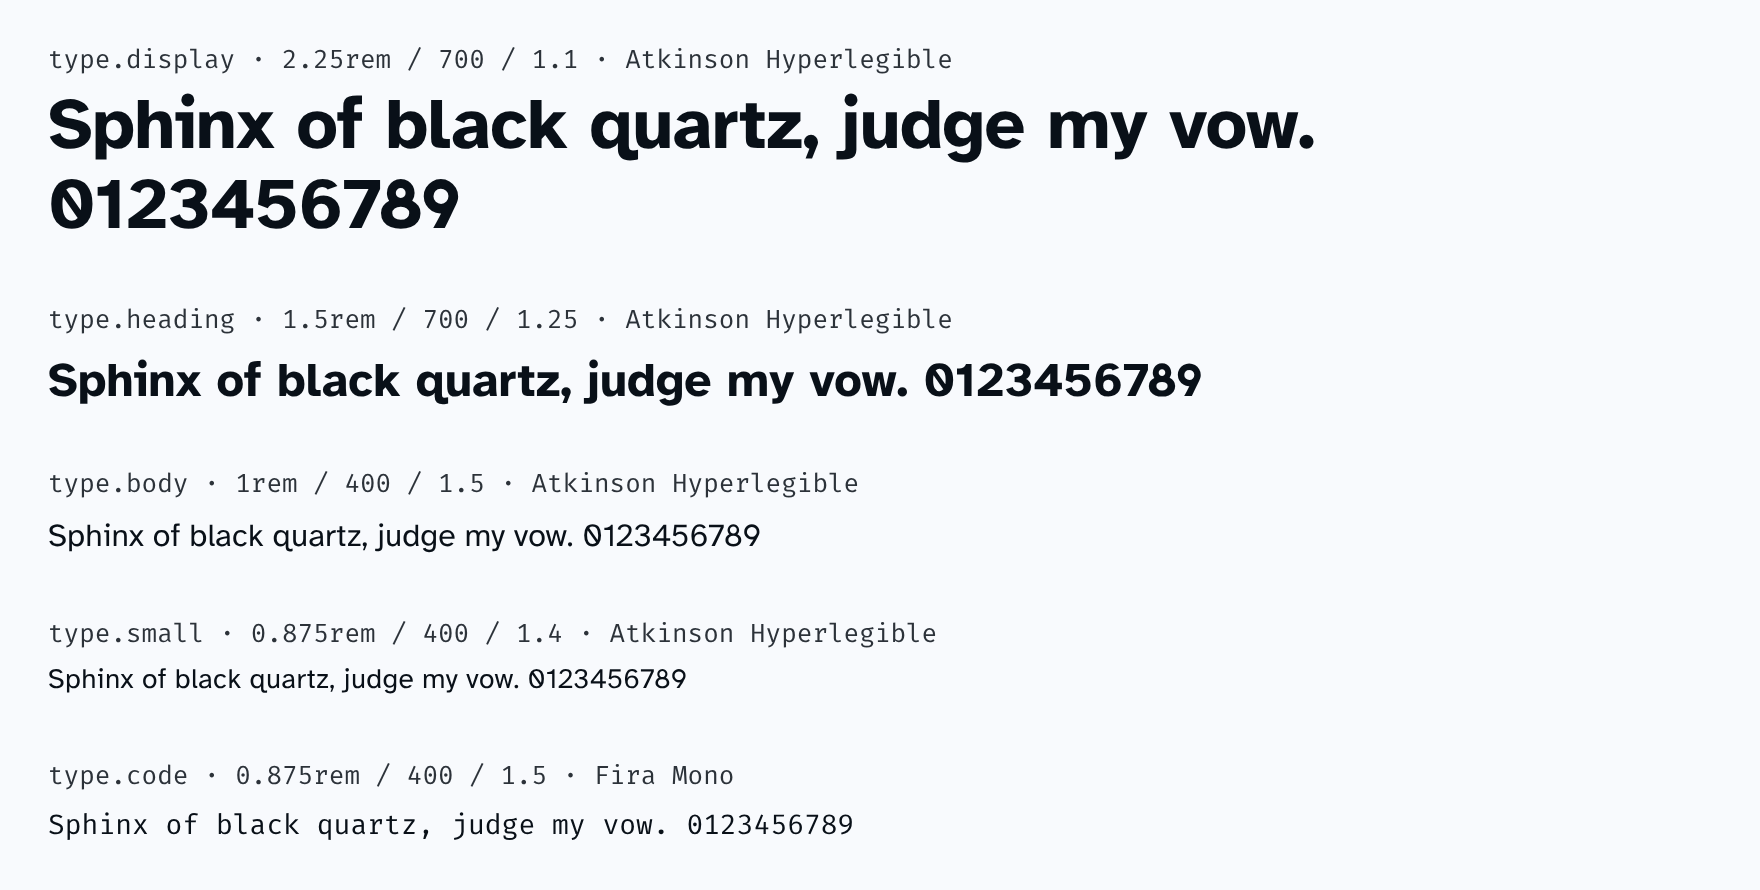 type.display · 2.25rem / 700 / 1.1 · Atkinson Hyperlegible
Sphinx of black quartz, judge my vow.
0123456789
type.heading · 1.5rem / 700 / 1.25 · Atkinson Hyperlegible
Sphinx of black quartz, judge my vow. 0123456789
type.body · 1rem / 400 / 1.5 · Atkinson Hyperlegible
Sphinx of black quartz, judge my vow. 0123456789
type.small · 0.875rem / 400 / 1.4 · Atkinson Hyperlegible
Sphinx of black quartz, judge my vow. 0123456789
type.code · 0.875rem / 400 / 1.5 · Fira Mono
Sphinx of black quartz, judge my vow. 0123456789